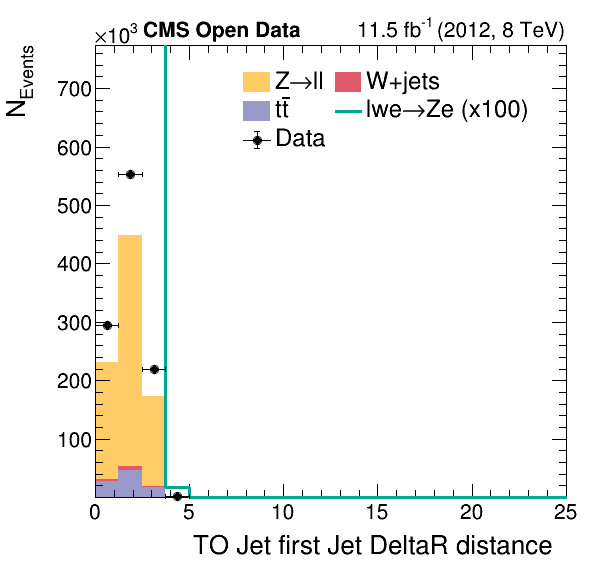 ×10³ CMS Open Data 11.5 fb⁻¹ (2012, 8 TeV)
N_Events
Z→ll W+jets
tt̄ lwe→Ze (x100)
Data
700
600
500
400
300
200
100
0 5 10 15 20 25
TO Jet first Jet DeltaR distance